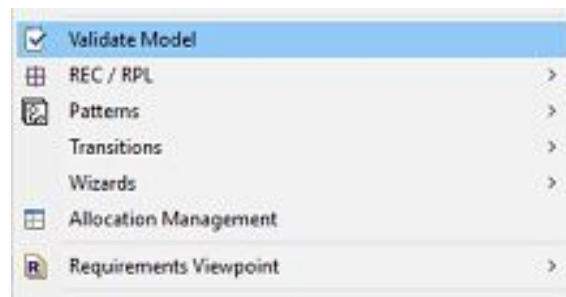 Validate Model
REC / RPL
Patterns
Transitions
Wizards
Allocation Management
Requirements Viewpoint